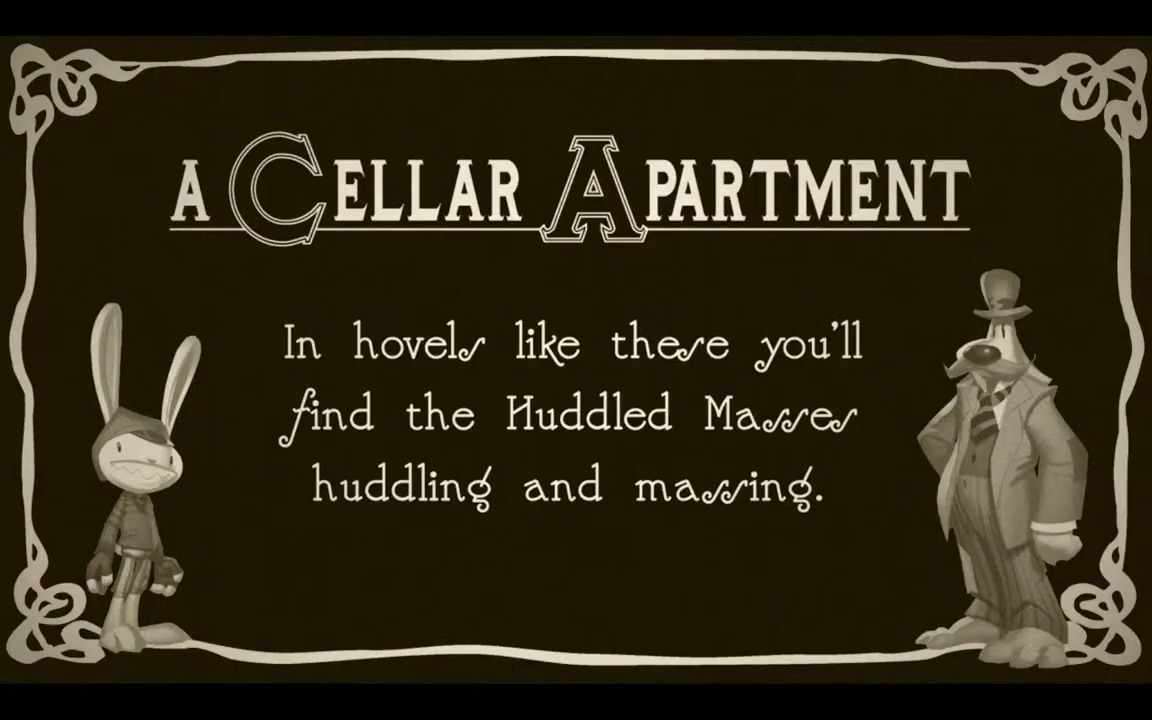 A CELLAR APARTMENT
In hovels like these you'll
find the Huddled Masses
huddling and massing.